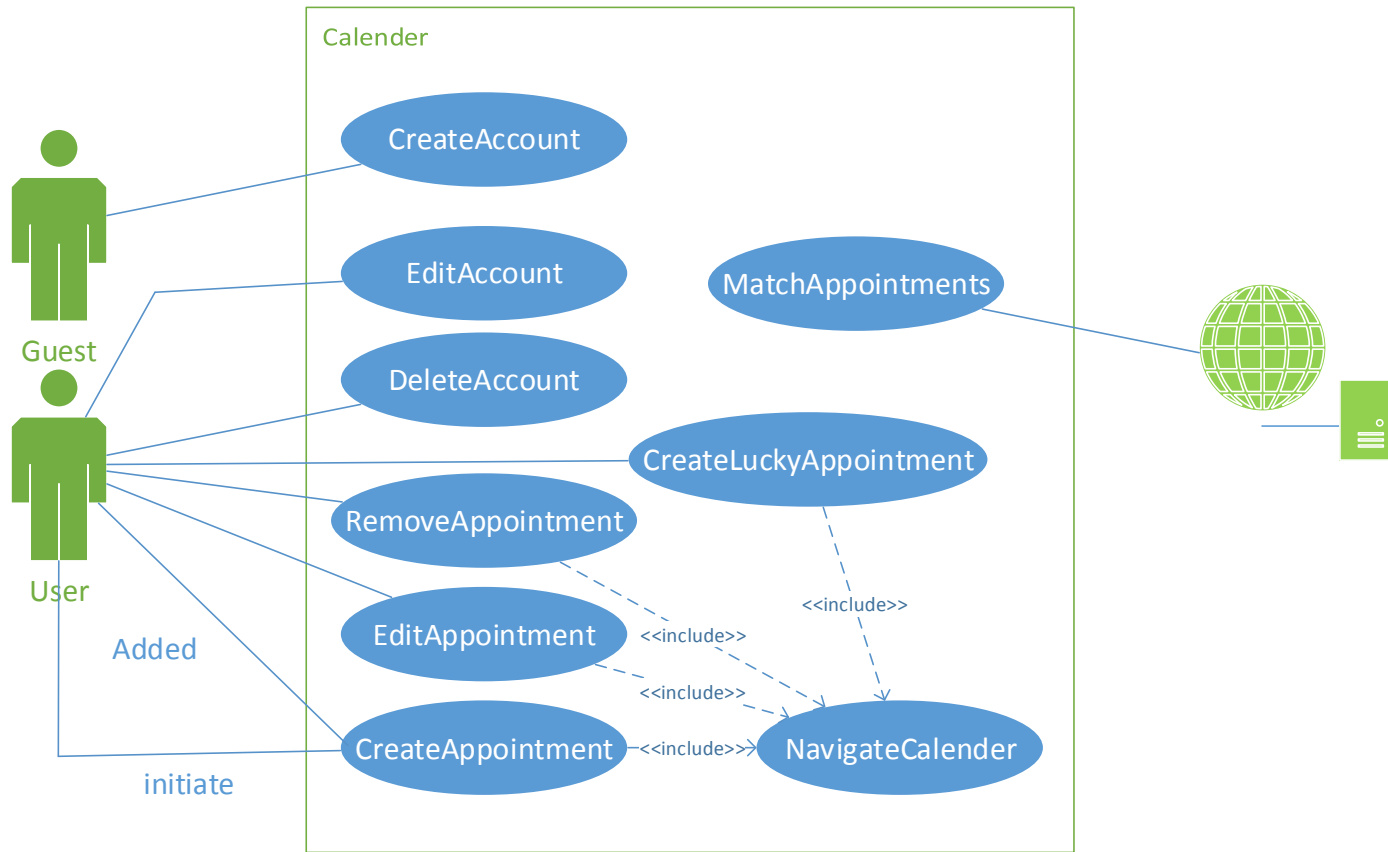 Calender
CreateAccount
EditAccount
MatchAppointments
Guest
DeleteAccount
CreateLuckyAppointment
RemoveAppointment
User
<<include>>
EditAppointment
<<include>>
Added
<<include>>
CreateAppointment
<<include>>
NavigateCalender
initiate